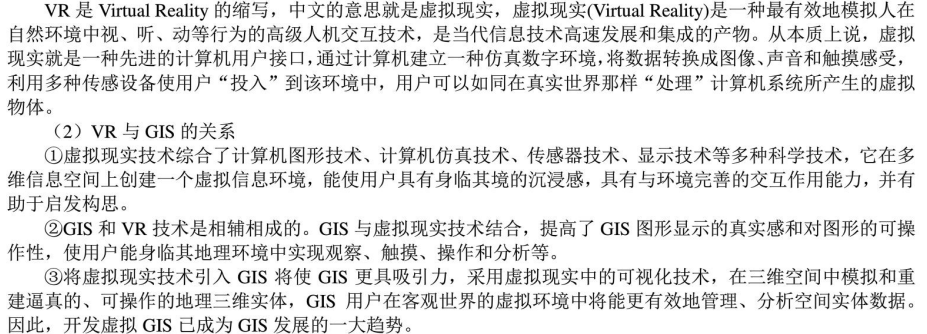 VR 是 Virtual Reality 的缩写，中文的意思就是虚拟现实，虚拟现实(Virtual Reality)是一种最有效地模拟人在
自然环境中视、听、动等行为的高级人机交互技术，是当代信息技术高速发展和集成的产物。从本质上说，虚拟
现实就是一种先进的计算机用户接口,通过计算机建立一种仿真数字环境,将数据转换成图像、声音和触摸感受，
利用多种传感设备使用户“投入”到该环境中，用户可以如同在真实世界那样“处理”计算机系统所产生的虚拟
物体。
（2）VR 与 GIS 的关系
①虚拟现实技术综合了计算机图形技术、计算机仿真技术、传感器技术、显示技术等多种科学技术，它在多
维信息空间上创建一个虚拟信息环境，能使用户具有身临其境的沉浸感，具有与环境完善的交互作用能力，并有
助于启发构思。
②GIS 和 VR 技术是相辅相成的。GIS 与虚拟现实技术结合，提高了 GIS 图形显示的真实感和对图形的可操
作性，使用户能身临其地理环境中实现观察、触摸、操作和分析等。
③将虚拟现实技术引入 GIS 将使 GIS 更具吸引力，采用虚拟现实中的可视化技术，在三维空间中模拟和重
建逼真的、可操作的地理三维实体，GIS 用户在客观世界的虚拟环境中将能更有效地管理、分析空间实体数据。
因此，开发虚拟 GIS 已成为 GIS 发展的一大趋势。